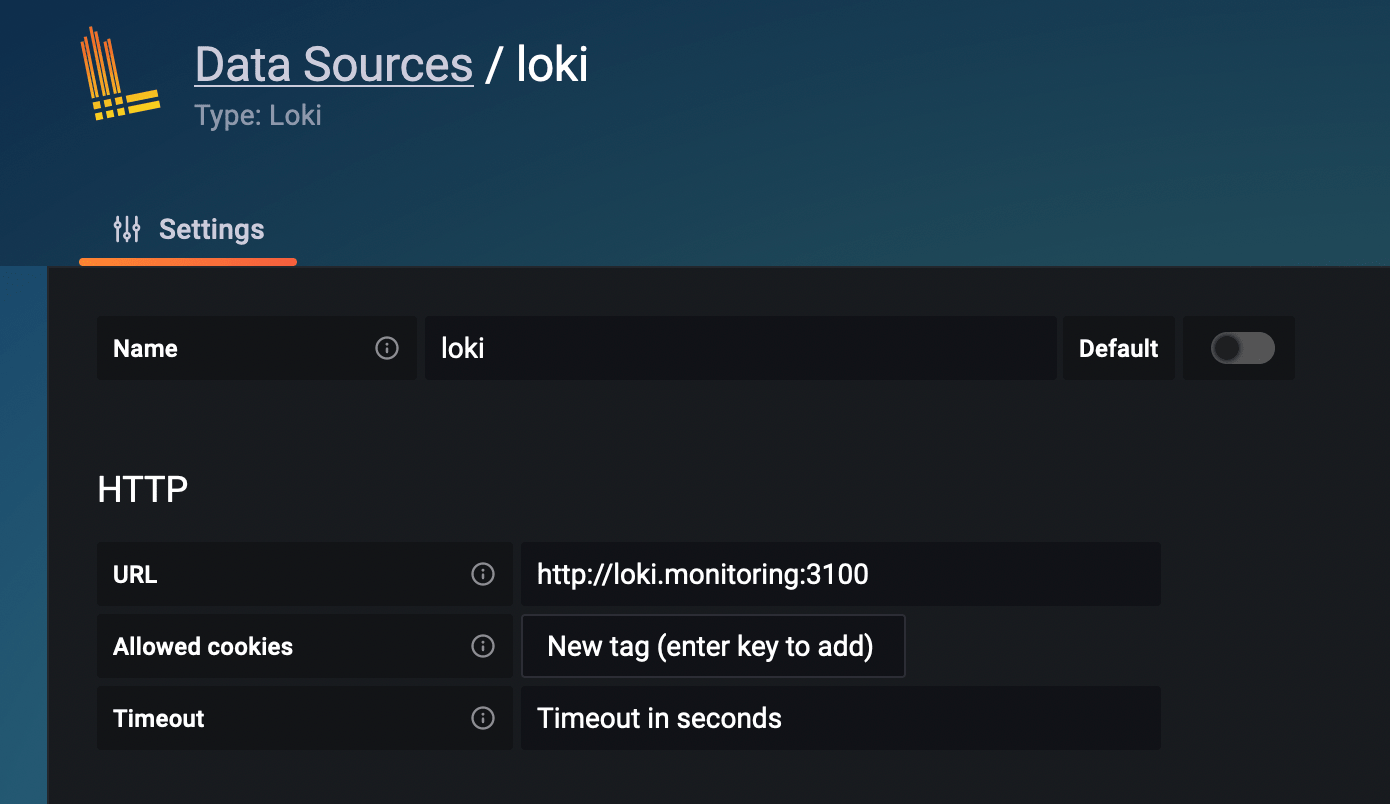 Data Sources / loki
Type: Loki
Settings
Name loki Default
HTTP
URL http://loki.monitoring:3100
Allowed cookies New tag (enter key to add)
Timeout Timeout in seconds